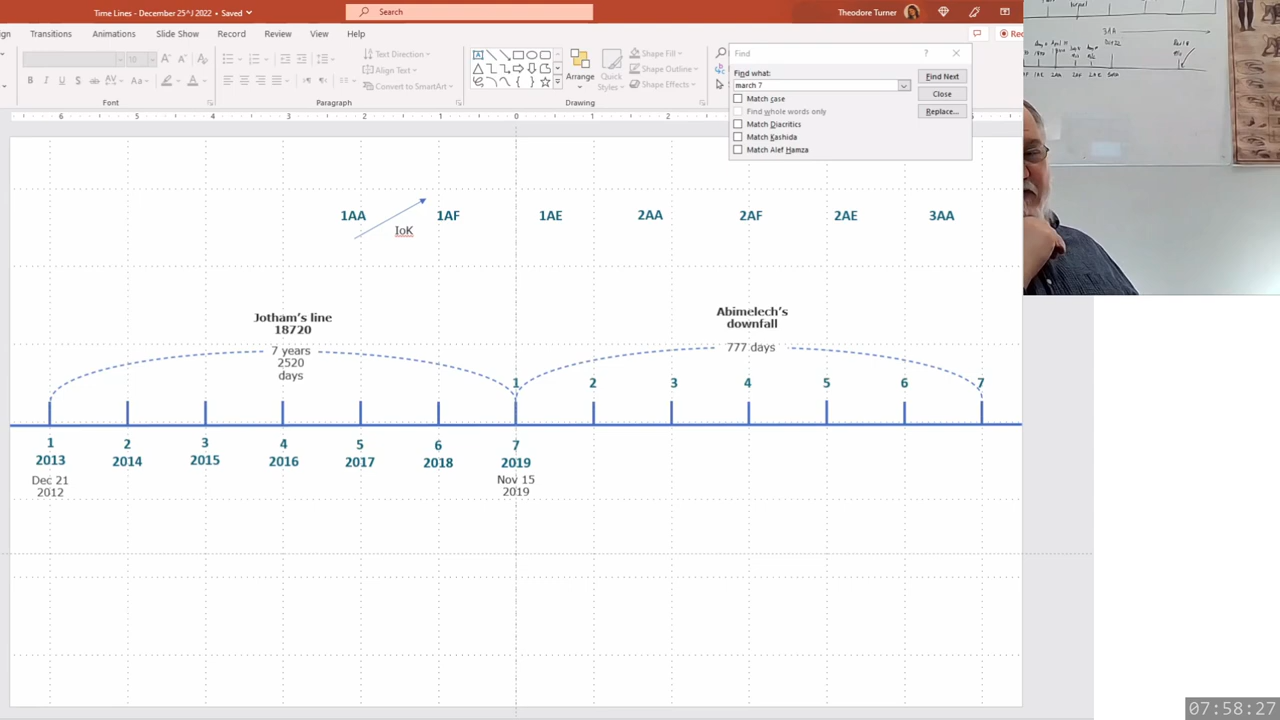 Time Lines - December 25^J 2022 • Saved
Search
Theodore Turner
Transitions
Animations
Slide Show
Record
Review
View
Help
Text Direction
Align Text
Convert to SmartArt
Arrange
Quick
Styles
Shape Fill
Shape Outline
Shape Effects
Font
Paragraph
Drawing
Find
Find what:
march 7
Match case
Find whole words only
Match Diacritics
Match Kashida
Match Alef Hamza
Find Next
Close
Replace...
1AA
1AF
1AE
2AA
2AF
2AE
3AA
IoK
Jotham's line
18720
7 years
2520
days
Abimelech's
downfall
777 days
1 2 3 4 5 6 7
1 2 3 4 5 6 7
2013 2014 2015 2016 2017 2018 2019
Dec 21
2012
Nov 15
2019
07:58:27